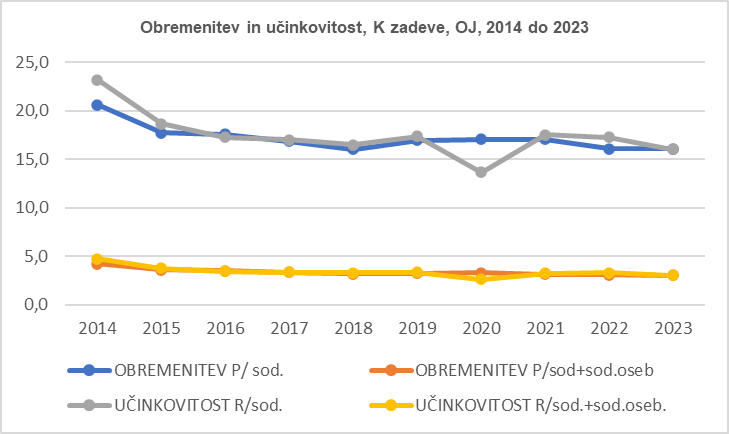 Obremenitev in učinkovitost, K zadeve, OJ, 2014 do 2023
25,0
20,0
15,0
10,0
5,0
0,0
2014 2015 2016 2017 2018 2019 2020 2021 2022 2023
OBREMENITEV P/ sod. OBREMENITEV P/sod+sod.oseb
UČINKOVITOST R/sod. UČINKOVITOST R/sod.+sod.oseb.